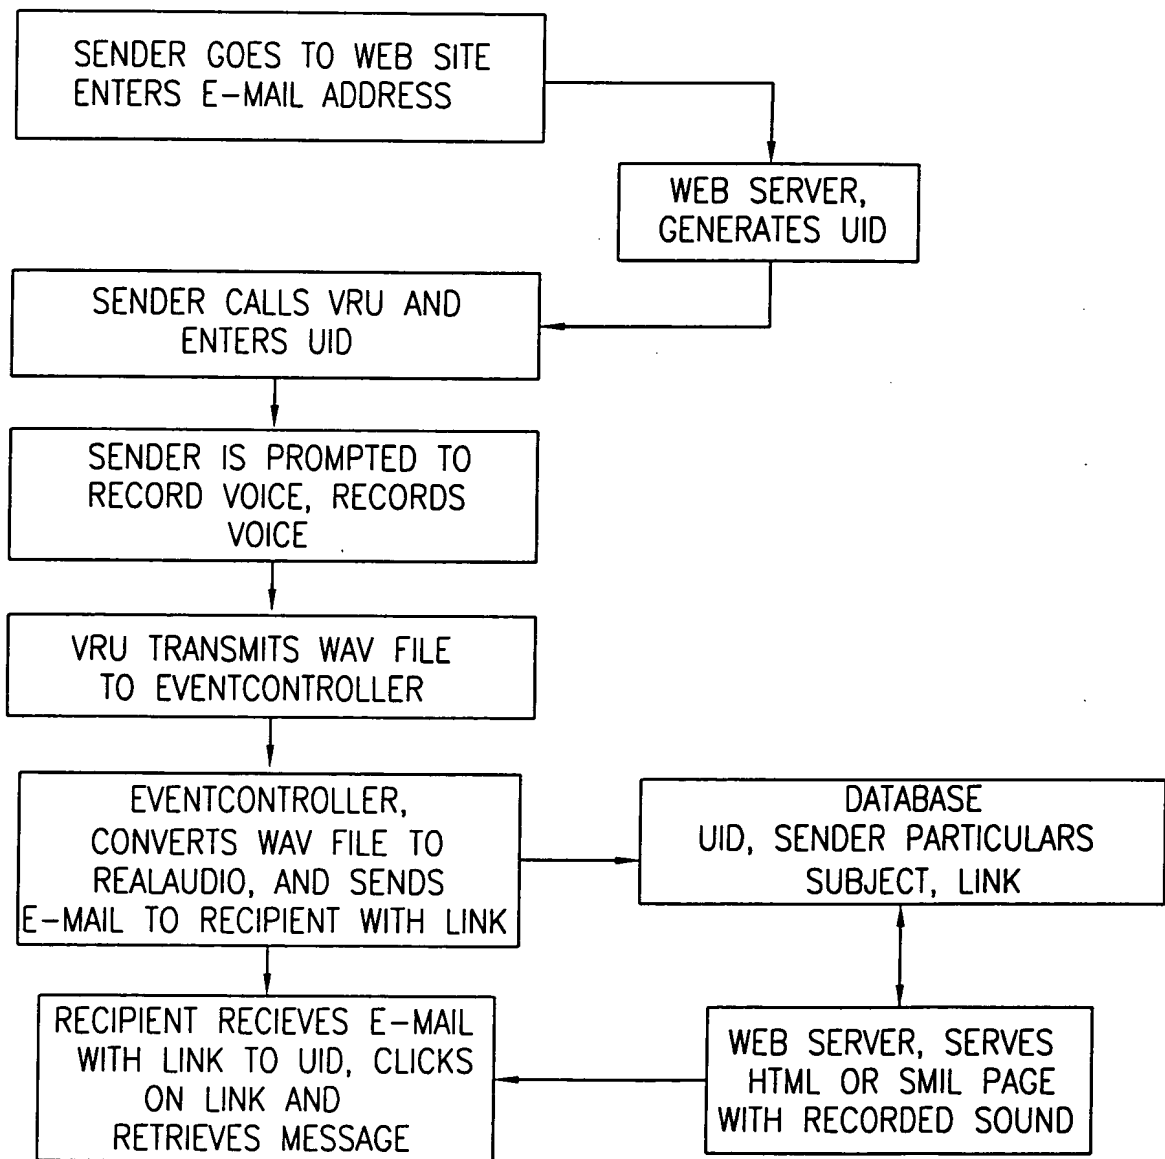 SENDER GOES TO WEB SITE
ENTERS E-MAIL ADDRESS
WEB SERVER,
GENERATES UID
SENDER CALLS VRU AND
ENTERS UID
SENDER IS PROMPTED TO
RECORD VOICE, RECORDS
VOICE
VRU TRANSMITS WAV FILE
TO EVENTCONTROLLER
EVENTCONTROLLER,
CONVERTS WAV FILE TO
REALAUDIO, AND SENDS
E-MAIL TO RECIPIENT WITH LINK
DATABASE
UID, SENDER PARTICULARS
SUBJECT, LINK
RECIPIENT RECIEVES E-MAIL
WITH LINK TO UID, CLICKS
ON LINK AND
RETRIEVES MESSAGE
WEB SERVER, SERVES
HTML OR SMIL PAGE
WITH RECORDED SOUND